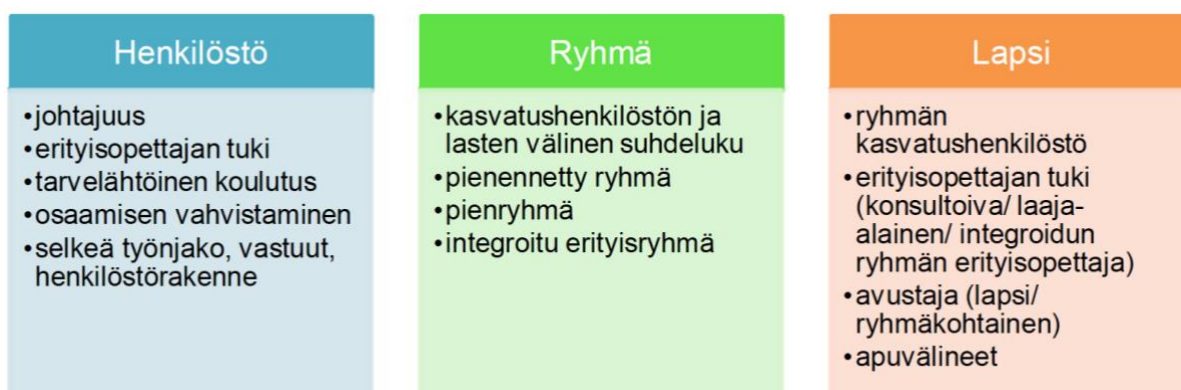 Henkilöstö
•johtajuus
•erityisopettajan tuki
•tarvelähtöinen koulutus
•osaamisen vahvistaminen
•selkeä työnjako, vastuut,
henkilöstörakenne
Ryhmä
•kasvatushenkilöstön ja
lasten välinen suhdeluku
•pienennetty ryhmä
•pienryhmä
•integroitu erityisryhmä
Lapsi
•ryhmän
kasvatushenkilöstö
•erityisopettajan tuki
(konsultoiva/ laaja-
alainen/ integroidun
ryhmän erityisopettaja)
•avustaja (lapsi/
ryhmäkohtainen)
•apuvälineet